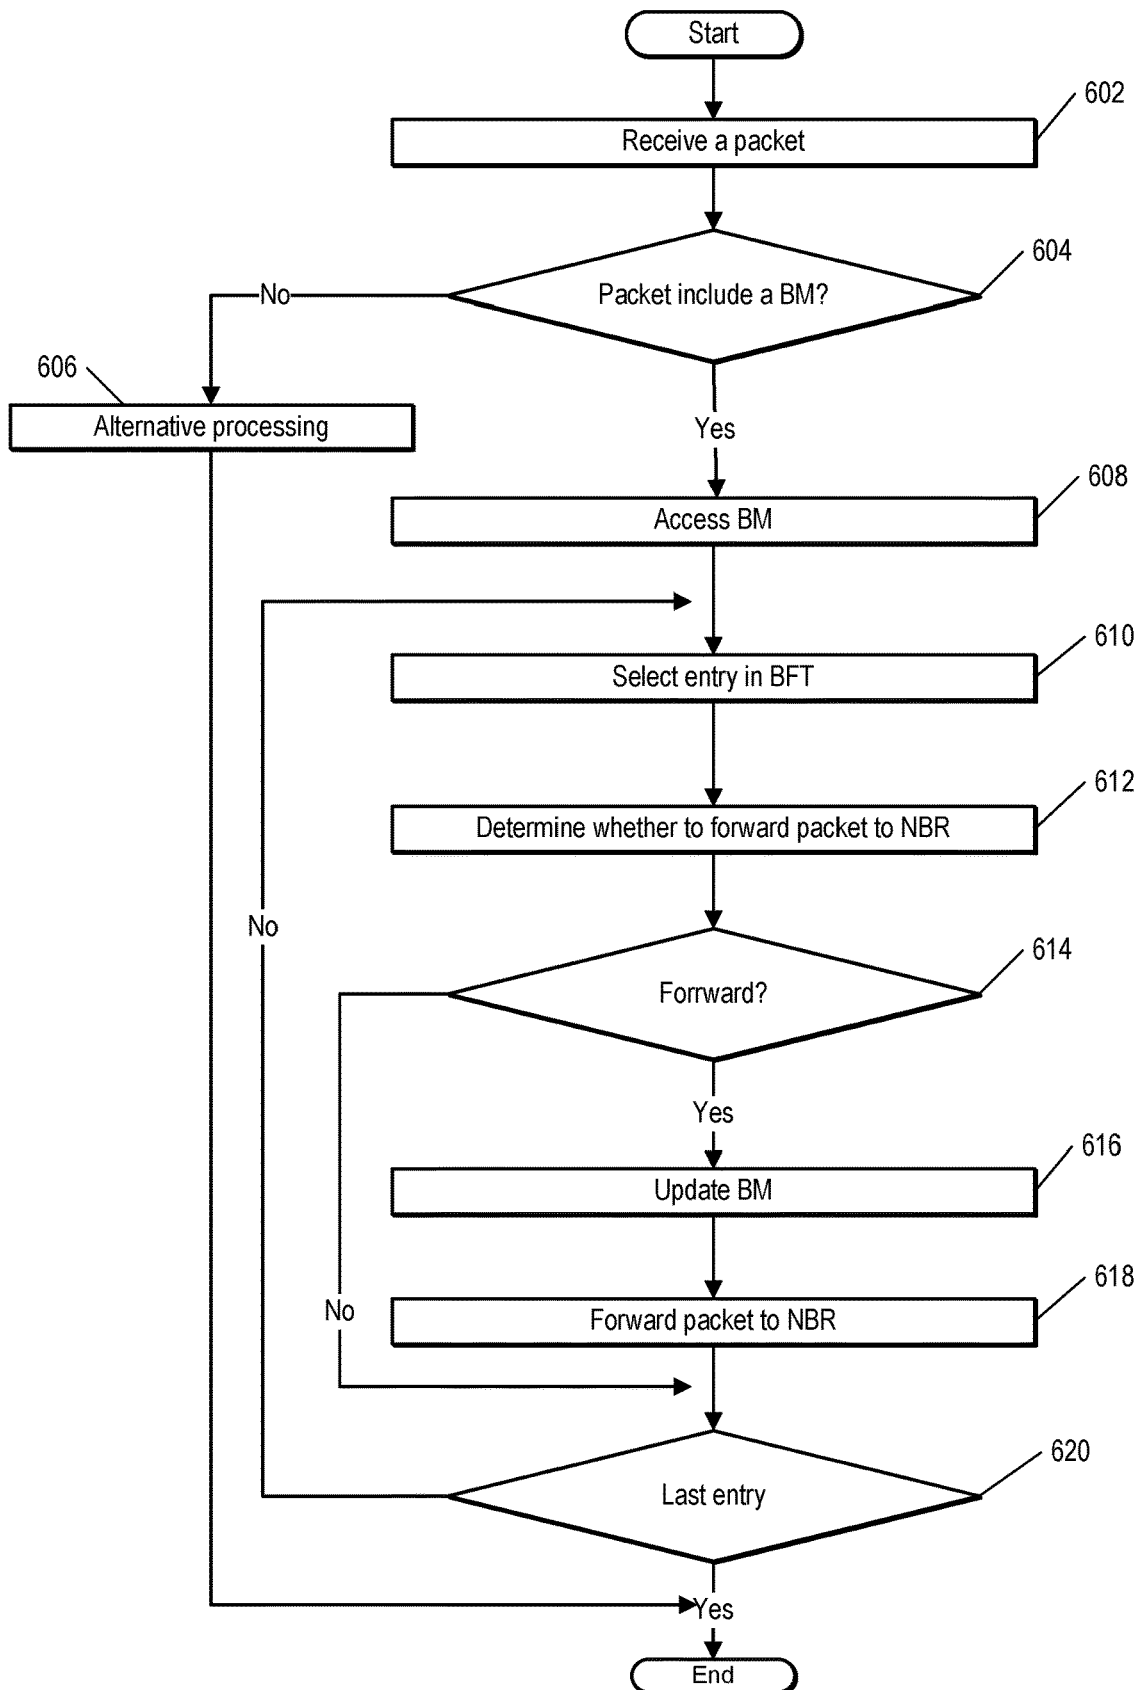 Start
602
Receive a packet
604
Packet include a BM?
No
606
Alternative processing
Yes
608
Access BM
610
Select entry in BFT
612
Determine whether to forward packet to NBR
No
614
Forrward?
Yes
616
Update BM
618
No
Forward packet to NBR
620
Last entry
Yes
End